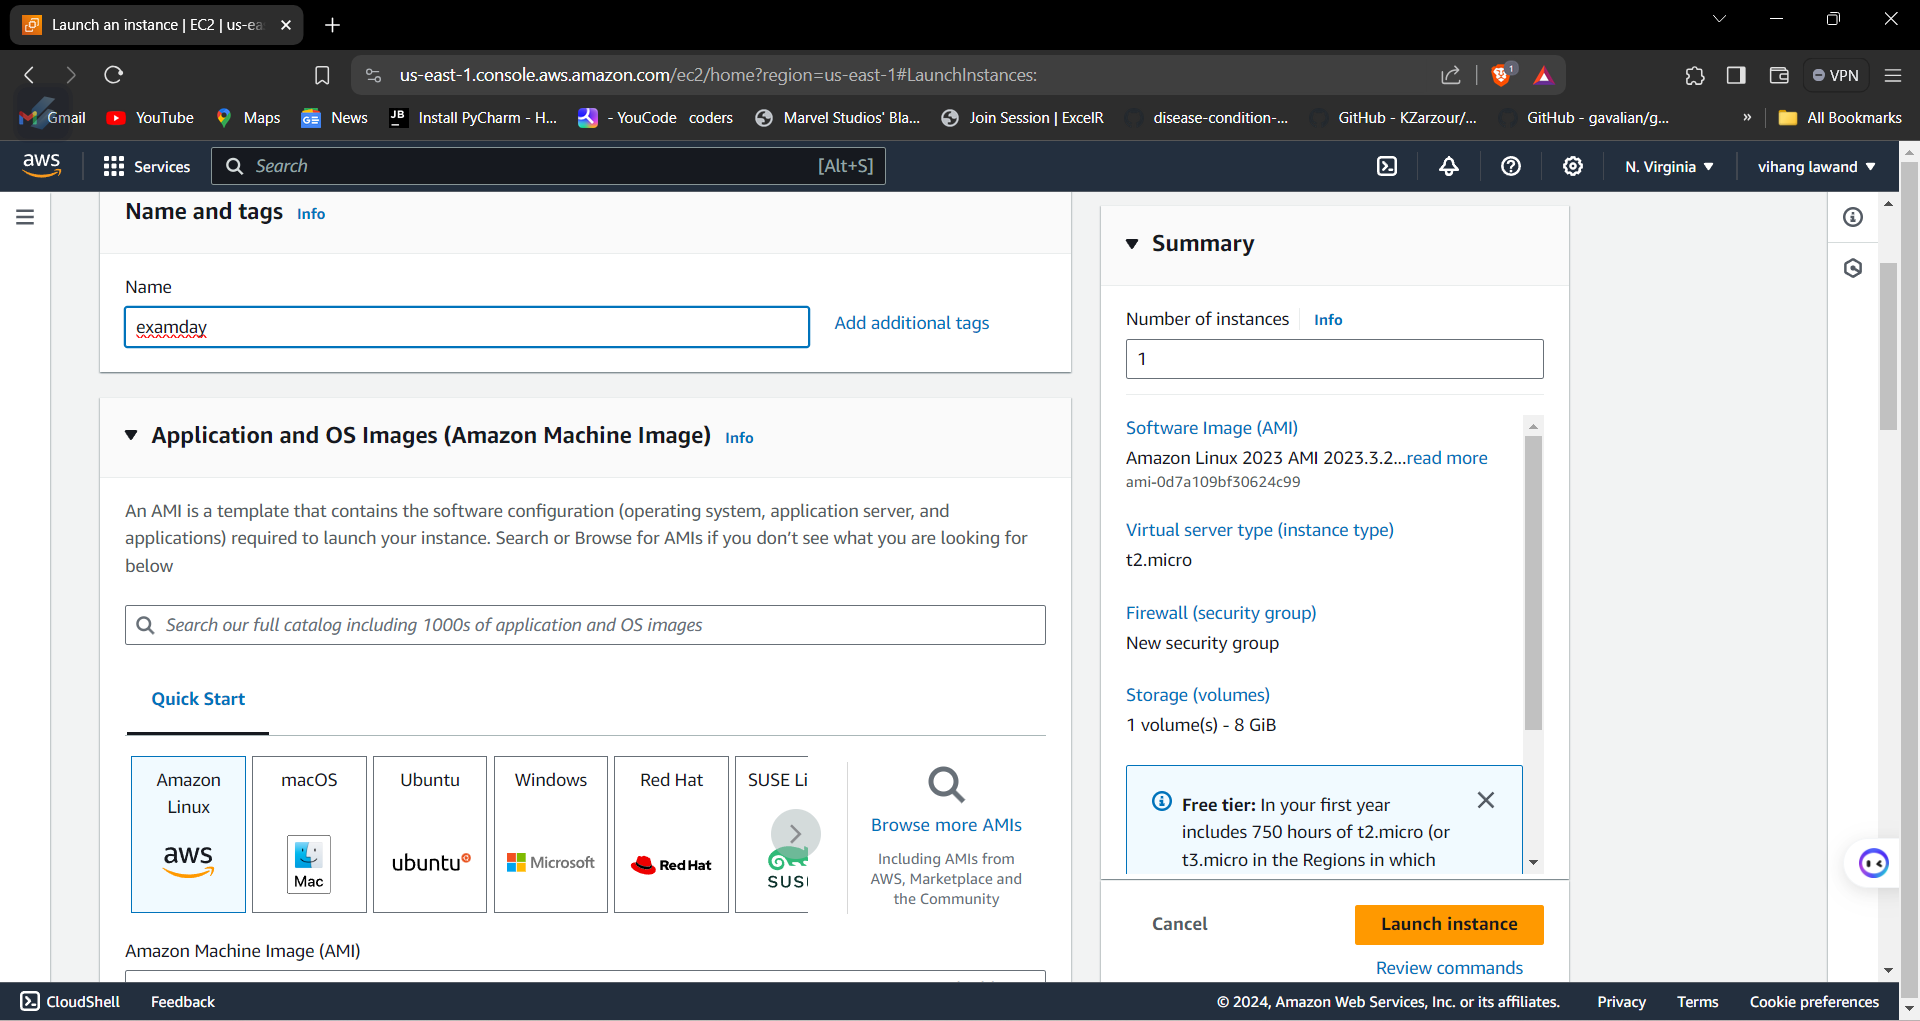 Launch an instance | EC2 | us-ea
us-east-1.console.aws.amazon.com/ec2/home?region=us-east-1#LaunchInstances:
1
VPN
Gmail
YouTube
Maps
News
JB
Install PyCharm - H...
- YouCode coders
Marvel Studios' Bla...
Join Session | ExcelR
disease-condition-...
GitHub - KZarzour/...
GitHub - gavalian/g...
»
All Bookmarks
aws
Services
Search
[Alt+S]
N. Virginia
vihang lawand
Name and tags Info
Name
examday
Add additional tags
Application and OS Images (Amazon Machine Image) Info
An AMI is a template that contains the software configuration (operating system, application server, and
applications) required to launch your instance. Search or Browse for AMIs if you don’t see what you are looking for
below
Search our full catalog including 1000s of application and OS images
Quick Start
Amazon
Linux
aws
macOS
Mac
Ubuntu
ubuntu
Windows
Microsoft
Red Hat
Red Hat
SUSE Li
SUS
Browse more AMIs
Including AMIs from
AWS, Marketplace and
the Community
Amazon Machine Image (AMI)
Summary
Number of instances Info
1
Software Image (AMI)
Amazon Linux 2023 AMI 2023.3.2...read more
ami-0d7a109bf30624c99
Virtual server type (instance type)
t2.micro
Firewall (security group)
New security group
Storage (volumes)
1 volume(s) - 8 GiB
Free tier: In your first year
includes 750 hours of t2.micro (or
t3.micro in the Regions in which
Cancel
Launch instance
Review commands
CloudShell
Feedback
© 2024, Amazon Web Services, Inc. or its affiliates.
Privacy
Terms
Cookie preferences